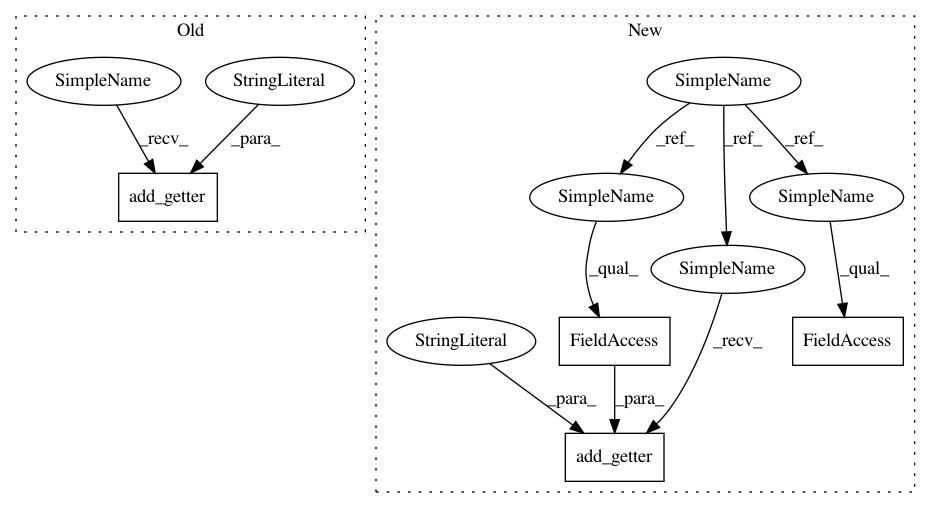 Old
SimpleName
StringLiteral
_recv_
_para_
add_getter
New
SimpleName
_ref_
_ref_
_ref_
SimpleName
SimpleName
_qual_
SimpleName
_qual_
StringLiteral
FieldAccess
_recv_
FieldAccess
_para_
_para_
add_getter